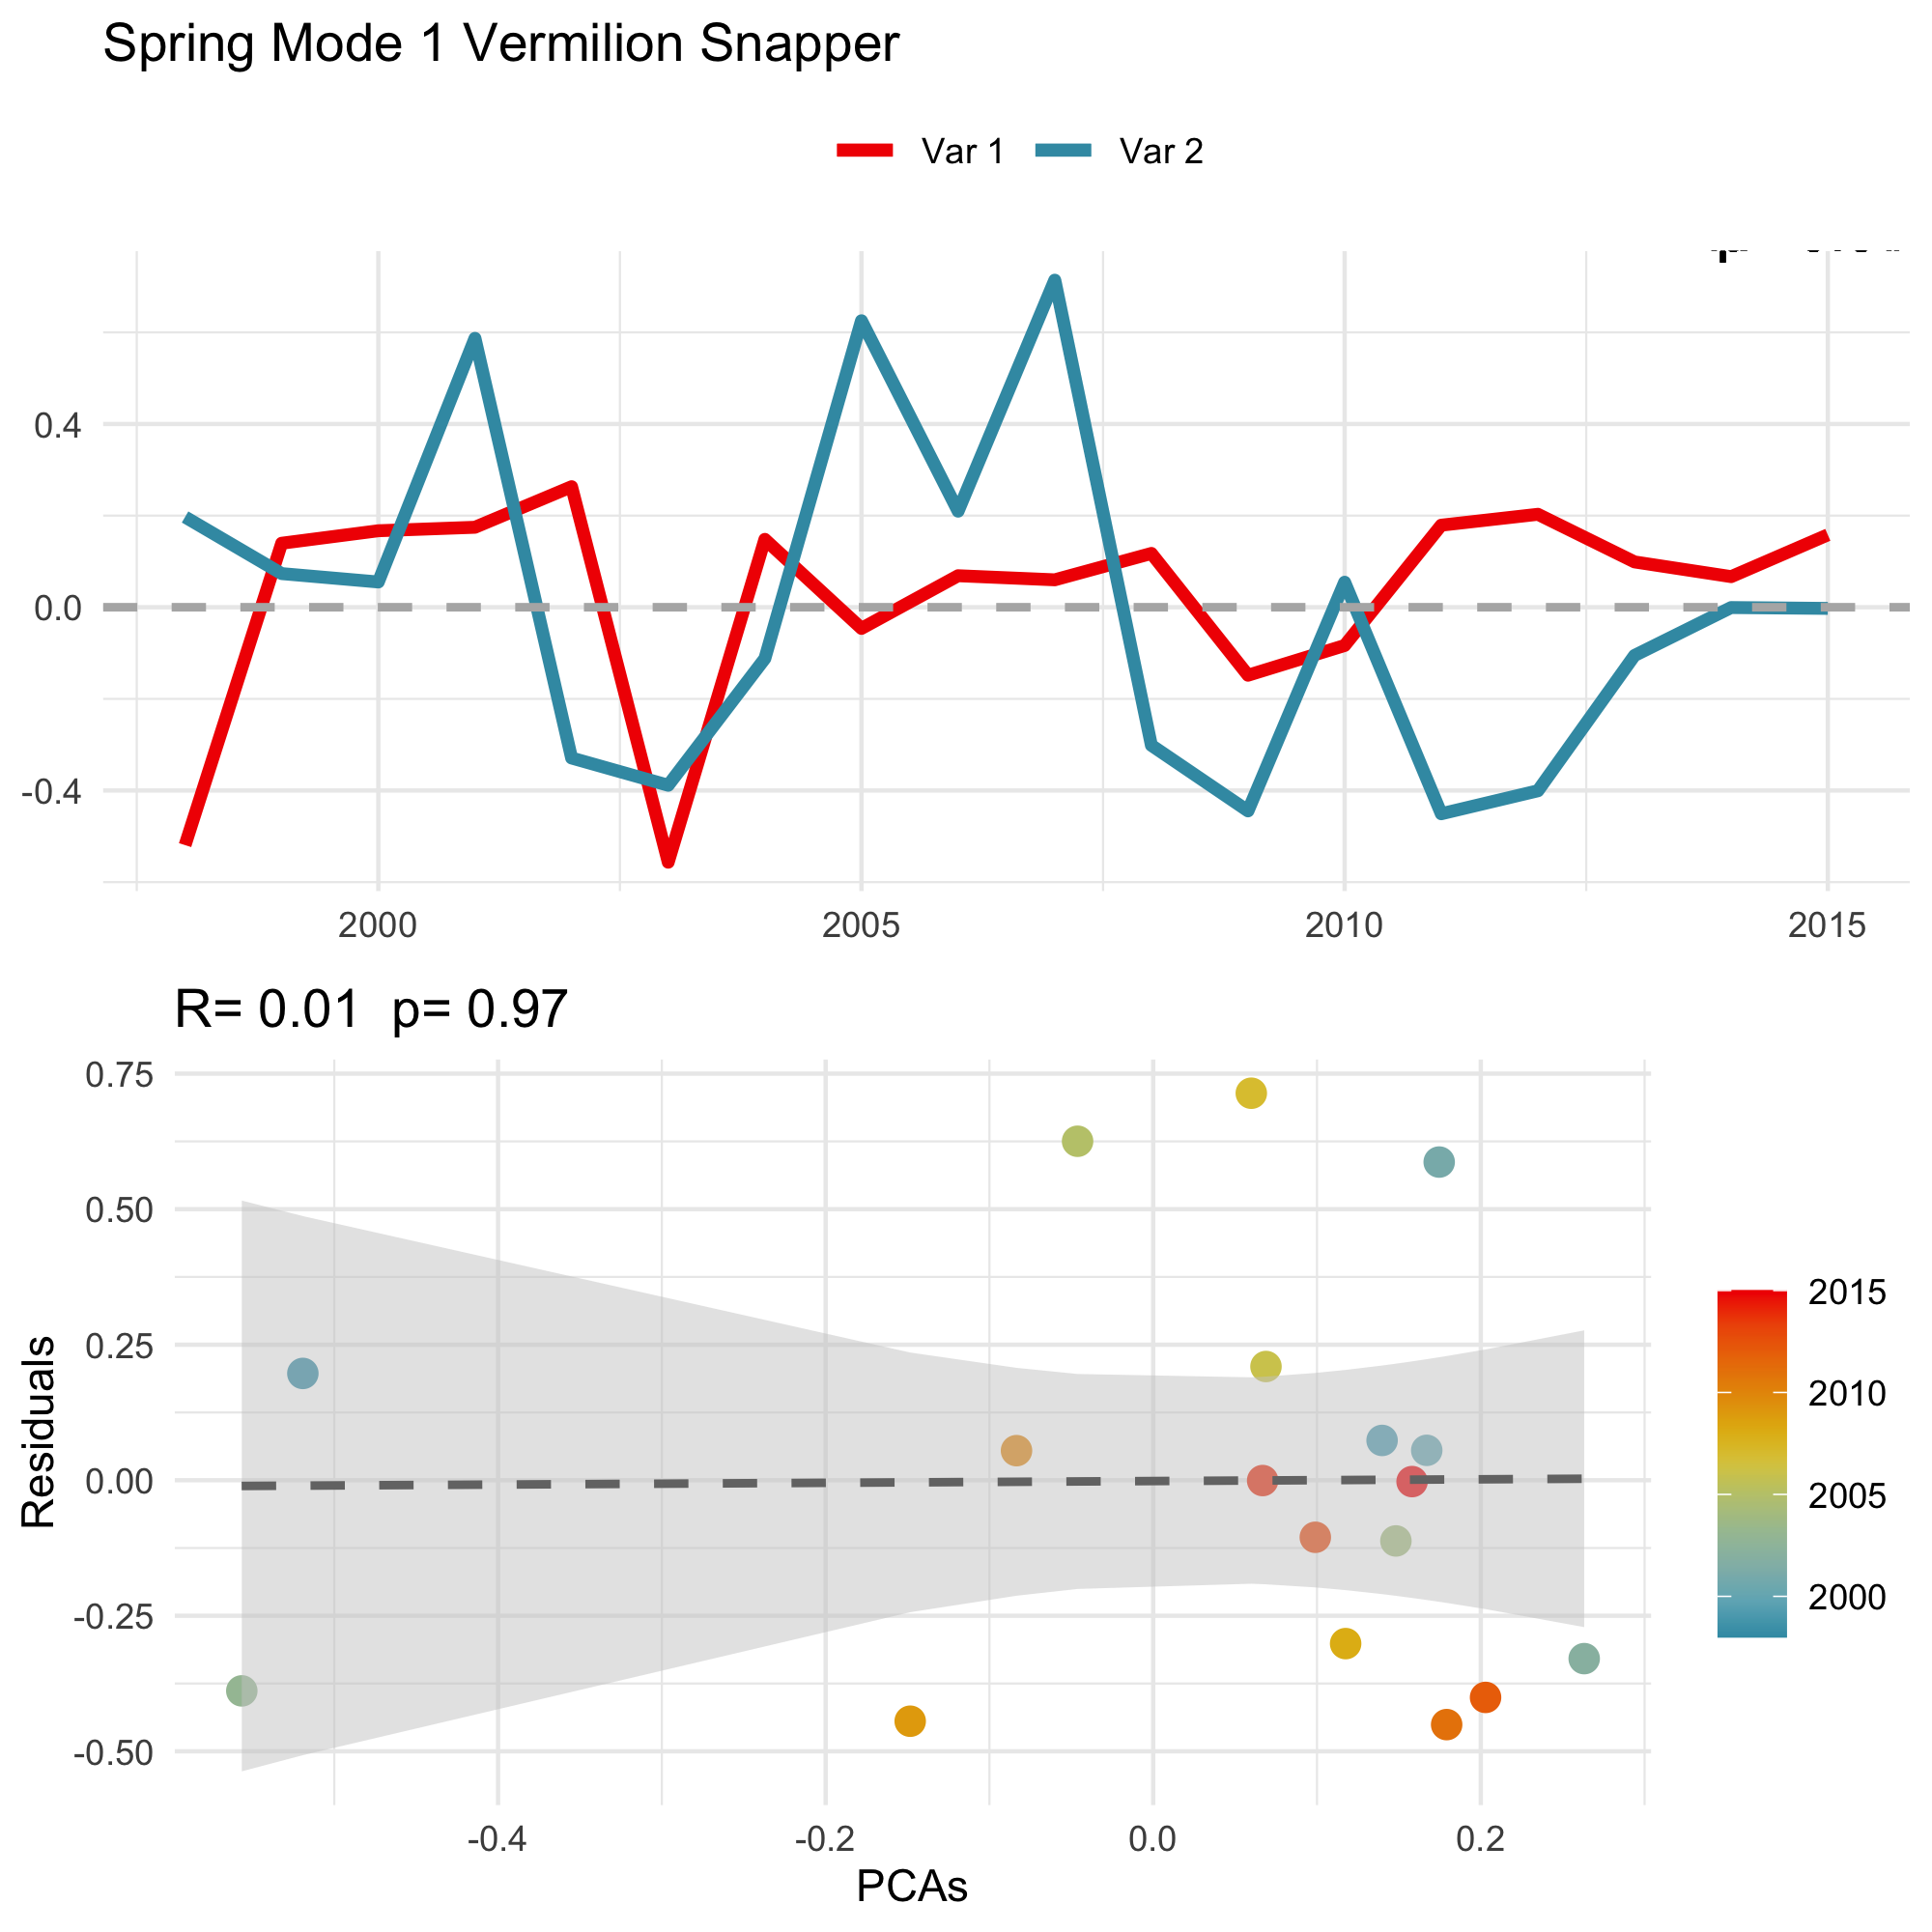 Spring Mode 1 Vermilion Snapper
Var 1 Var 2
0.4
0.0
-0.4
2000 2005 2010 2015
R= 0.01 p= 0.97
0.75
0.50
0.25
0.00
-0.25
-0.50
Residuals
-0.4 -0.2 0.0 0.2
PCAs
2015
2010
2005
2000